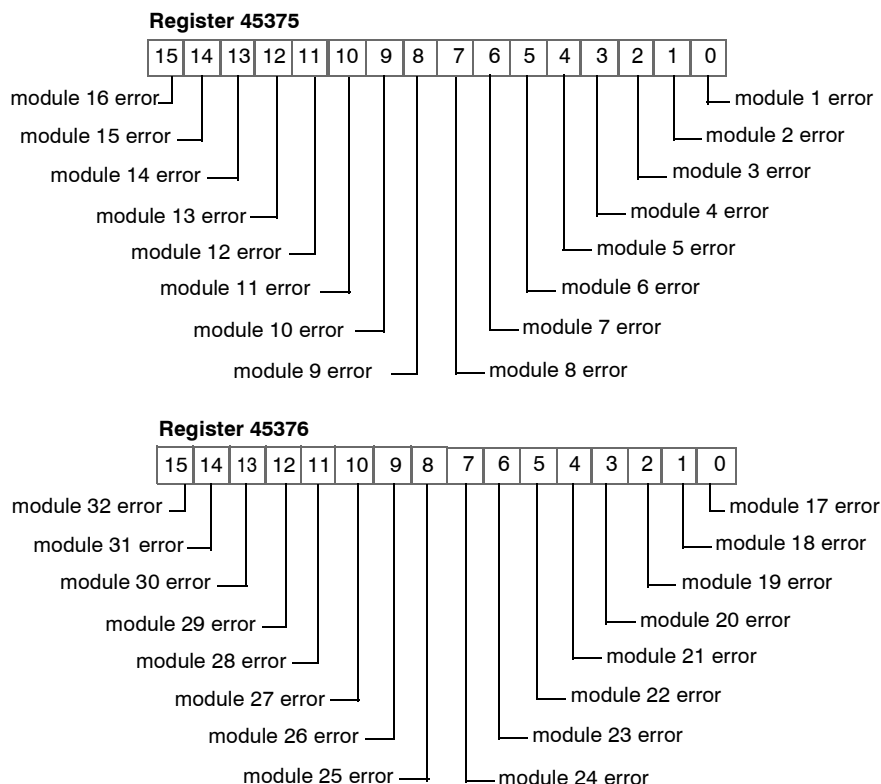 Register 45375
15 14 13 12 11 10 9 8 7 6 5 4 3 2 1 0
module 16 error module 1 error
module 15 error module 2 error
module 14 error module 3 error
module 13 error module 4 error
module 12 error module 5 error
module 11 error module 6 error
module 10 error module 7 error
module 9 error module 8 error
Register 45376
15 14 13 12 11 10 9 8 7 6 5 4 3 2 1 0
module 32 error module 17 error
module 31 error module 18 error
module 30 error module 19 error
module 29 error module 20 error
module 28 error module 21 error
module 27 error module 22 error
module 26 error module 23 error
module 25 error module 24 error